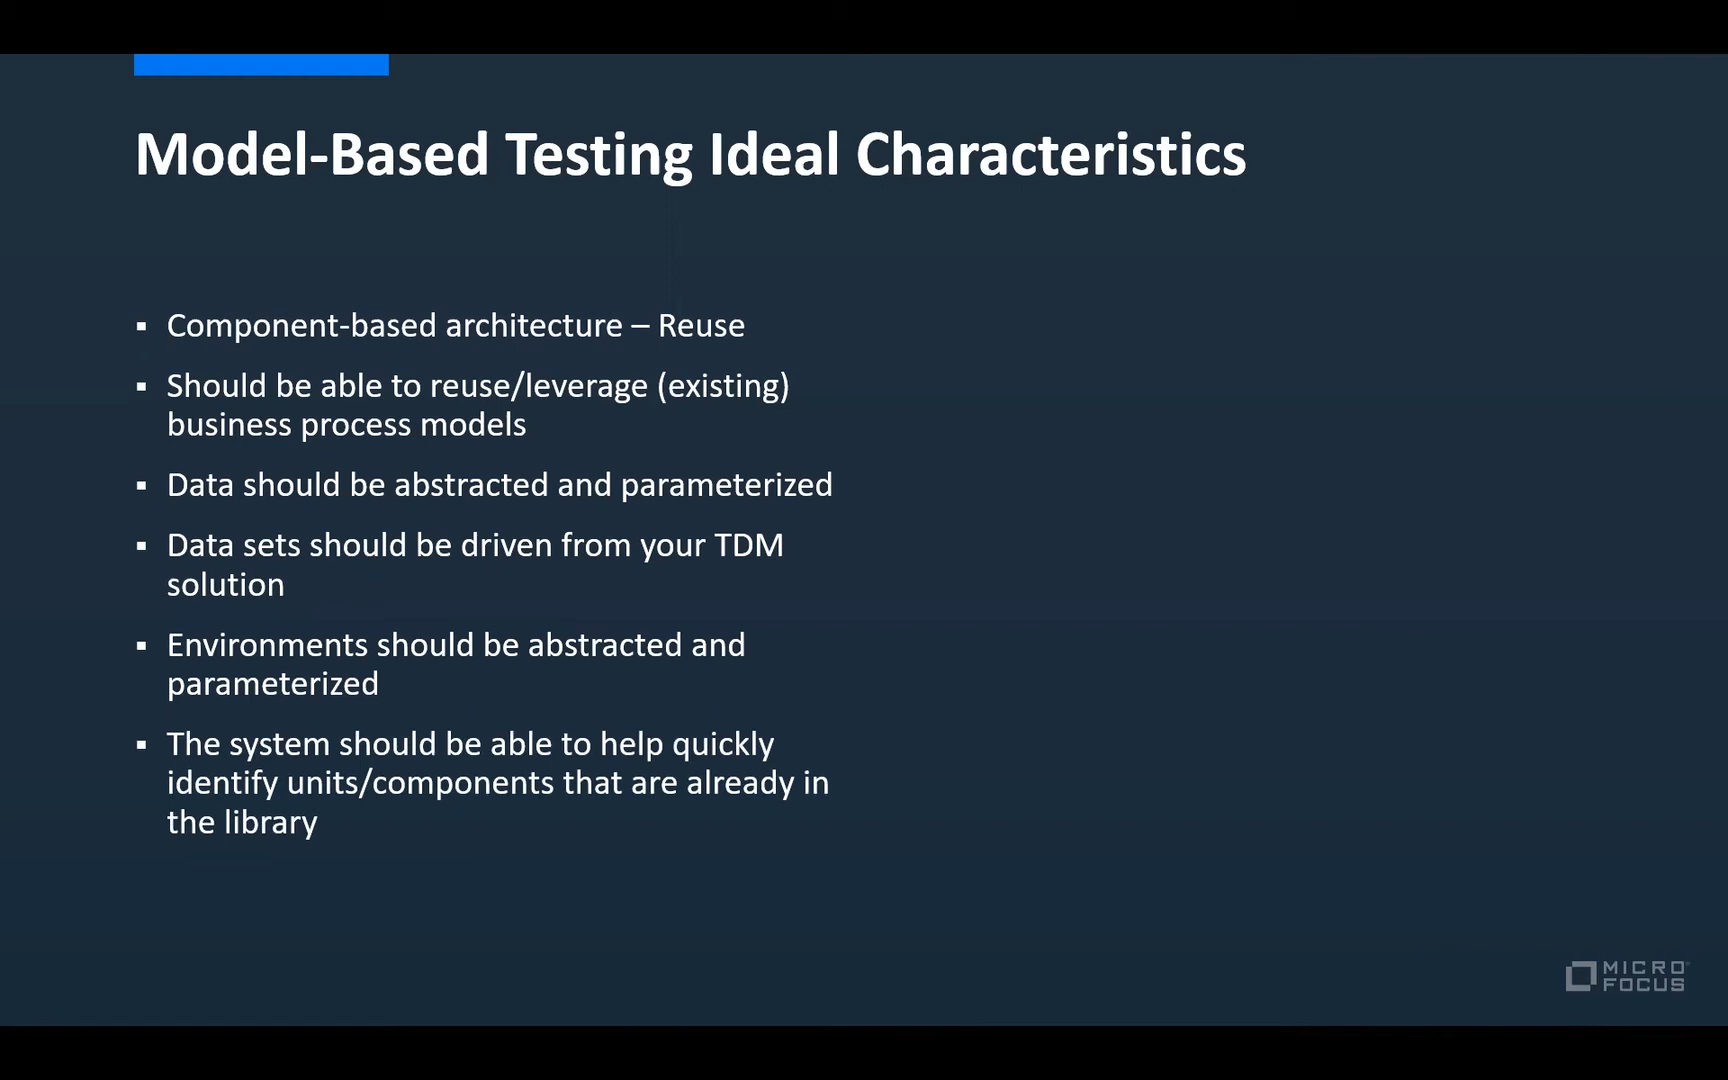 Model-Based Testing Ideal Characteristics
▪ Component-based architecture – Reuse
▪ Should be able to reuse/leverage (existing)
business process models
▪ Data should be abstracted and parameterized
▪ Data sets should be driven from your TDM
solution
▪ Environments should be abstracted and
parameterized
▪ The system should be able to help quickly
identify units/components that are already in
the library
MICRO
FOCUS